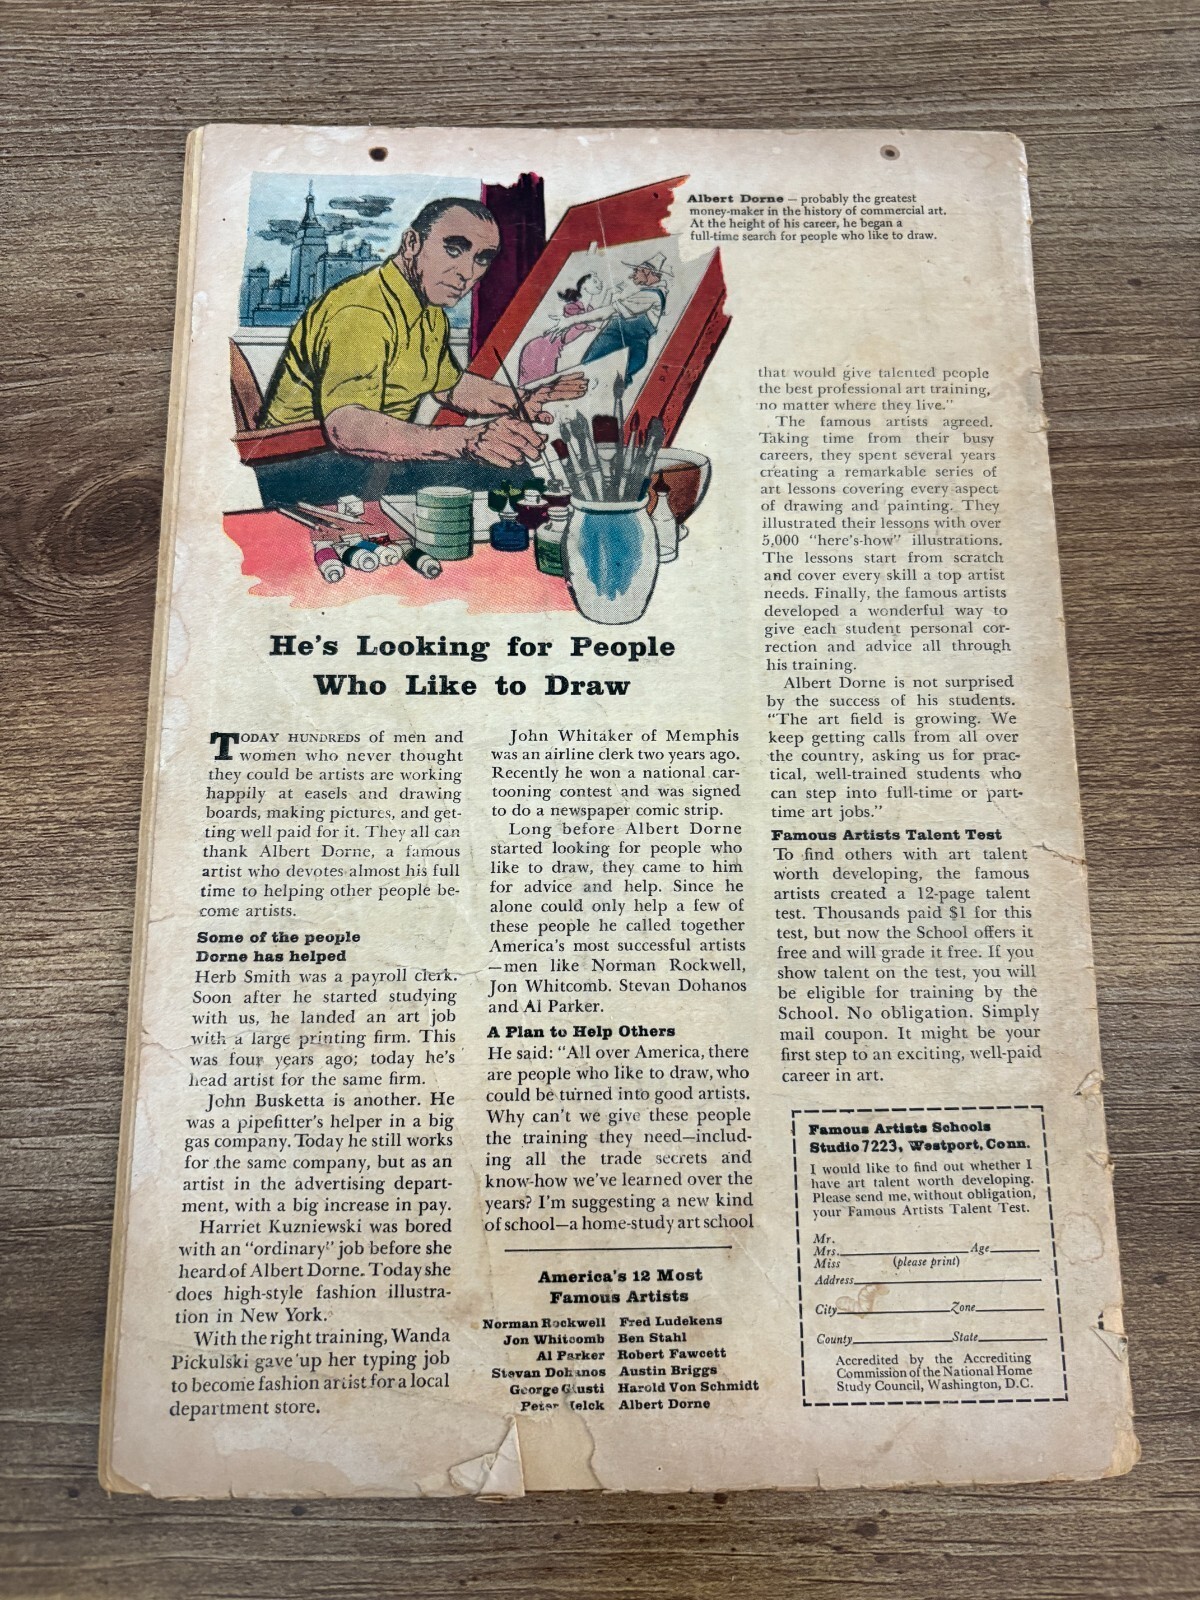 Albert Dorne — probably the greatest
money-maker in the history of commercial art.
At the height of his career, he began a
full-time search for people who like to draw.
He's Looking for People
Who Like to Draw
TODAY HUNDREDS of men and
women who never thought
they could be artists are working
happily at easels and drawing
boards, making pictures, and get-
ting well paid for it. They all can
thank Albert Dorne, a famous
artist who devotes almost his full
time to helping other people be-
come artists.
Some of the people
Dorne has helped
Herb Smith was a payroll clerk.
Soon after he started studying
with us, he landed an art job
with a large printing firm. This
was four years ago; today he's
head artist for the same firm.
John Busketta is another. He
was a pipefitter's helper in a big
gas company. Today he still works
for the same company, but as an
artist in the advertising depart-
ment, with a big increase in pay.
Harriet Kuzniewski was bored
with an "ordinary" job before she
heard of Albert Dorne. Today she
does high-style fashion illustra-
tion in New York.
With the right training, Wanda
Pickulski gave up her typing job
to become fashion artist for a local
department store.
John Whitaker of Memphis
was an airline clerk two years ago.
Recently he won a national car-
tooning contest and was signed
to do a newspaper comic strip.
Long before Albert Dorne
started looking for people who
like to draw, they came to him
for advice and help. Since he
alone could only help a few of
these people he called together
America's most successful artists
—men like Norman Rockwell,
Jon Whitcomb. Stevan Dohanos
and Al Parker.
A Plan to Help Others
He said: "All over America, there
are people who like to draw, who
could be turned into good artists.
Why can't we give these people
the training they need—includ-
ing all the trade secrets and
know-how we've learned over the
years? I'm suggesting a new kind
of school—a home-study art school
that would give talented people
the best professional art training,
no matter where they live."
The famous artists agreed.
Taking time from their busy
careers, they spent several years
creating a remarkable series of
art lessons covering every aspect
of drawing and painting. They
illustrated their lessons with over
5,000 "here's-how" illustrations.
The lessons start from scratch
and cover every skill a top artist
needs. Finally, the famous artists
developed a wonderful way to
give each student personal cor-
rection and advice all through
his training.
Albert Dorne is not surprised
by the success of his students.
"The art field is growing. We
keep getting calls from all over
the country, asking us for prac-
tical, well-trained students who
can step into full-time or part-
time art jobs."
Famous Artists Talent Test
To find others with art talent
worth developing, the famous
artists created a 12-page talent
test. Thousands paid $1 for this
test, but now the School offers it
free and will grade it free. If you
show talent on the test, you will
be eligible for training by the
School. No obligation. Simply
mail coupon. It might be your
first step to an exciting, well-paid
career in art.
America's 12 Most
Famous Artists
Norman Rockwell Fred Ludekens
Jon Whitcomb Ben Stahl
Al Parker Robert Fawcett
Stevan Dohanos Austin Briggs
George Giusti Harold Von Schmidt
Peter Helck Albert Dorne
Famous Artists Schools
Studio 7223, Westport, Conn.
I would like to find out whether I
have art talent worth developing.
Please send me, without obligation,
your Famous Artists Talent Test.
Mr.
Mrs. Age
Miss (please print)
Address
City Zone
County State
Accredited by the Accrediting
Commission of the National Home
Study Council, Washington, D.C.